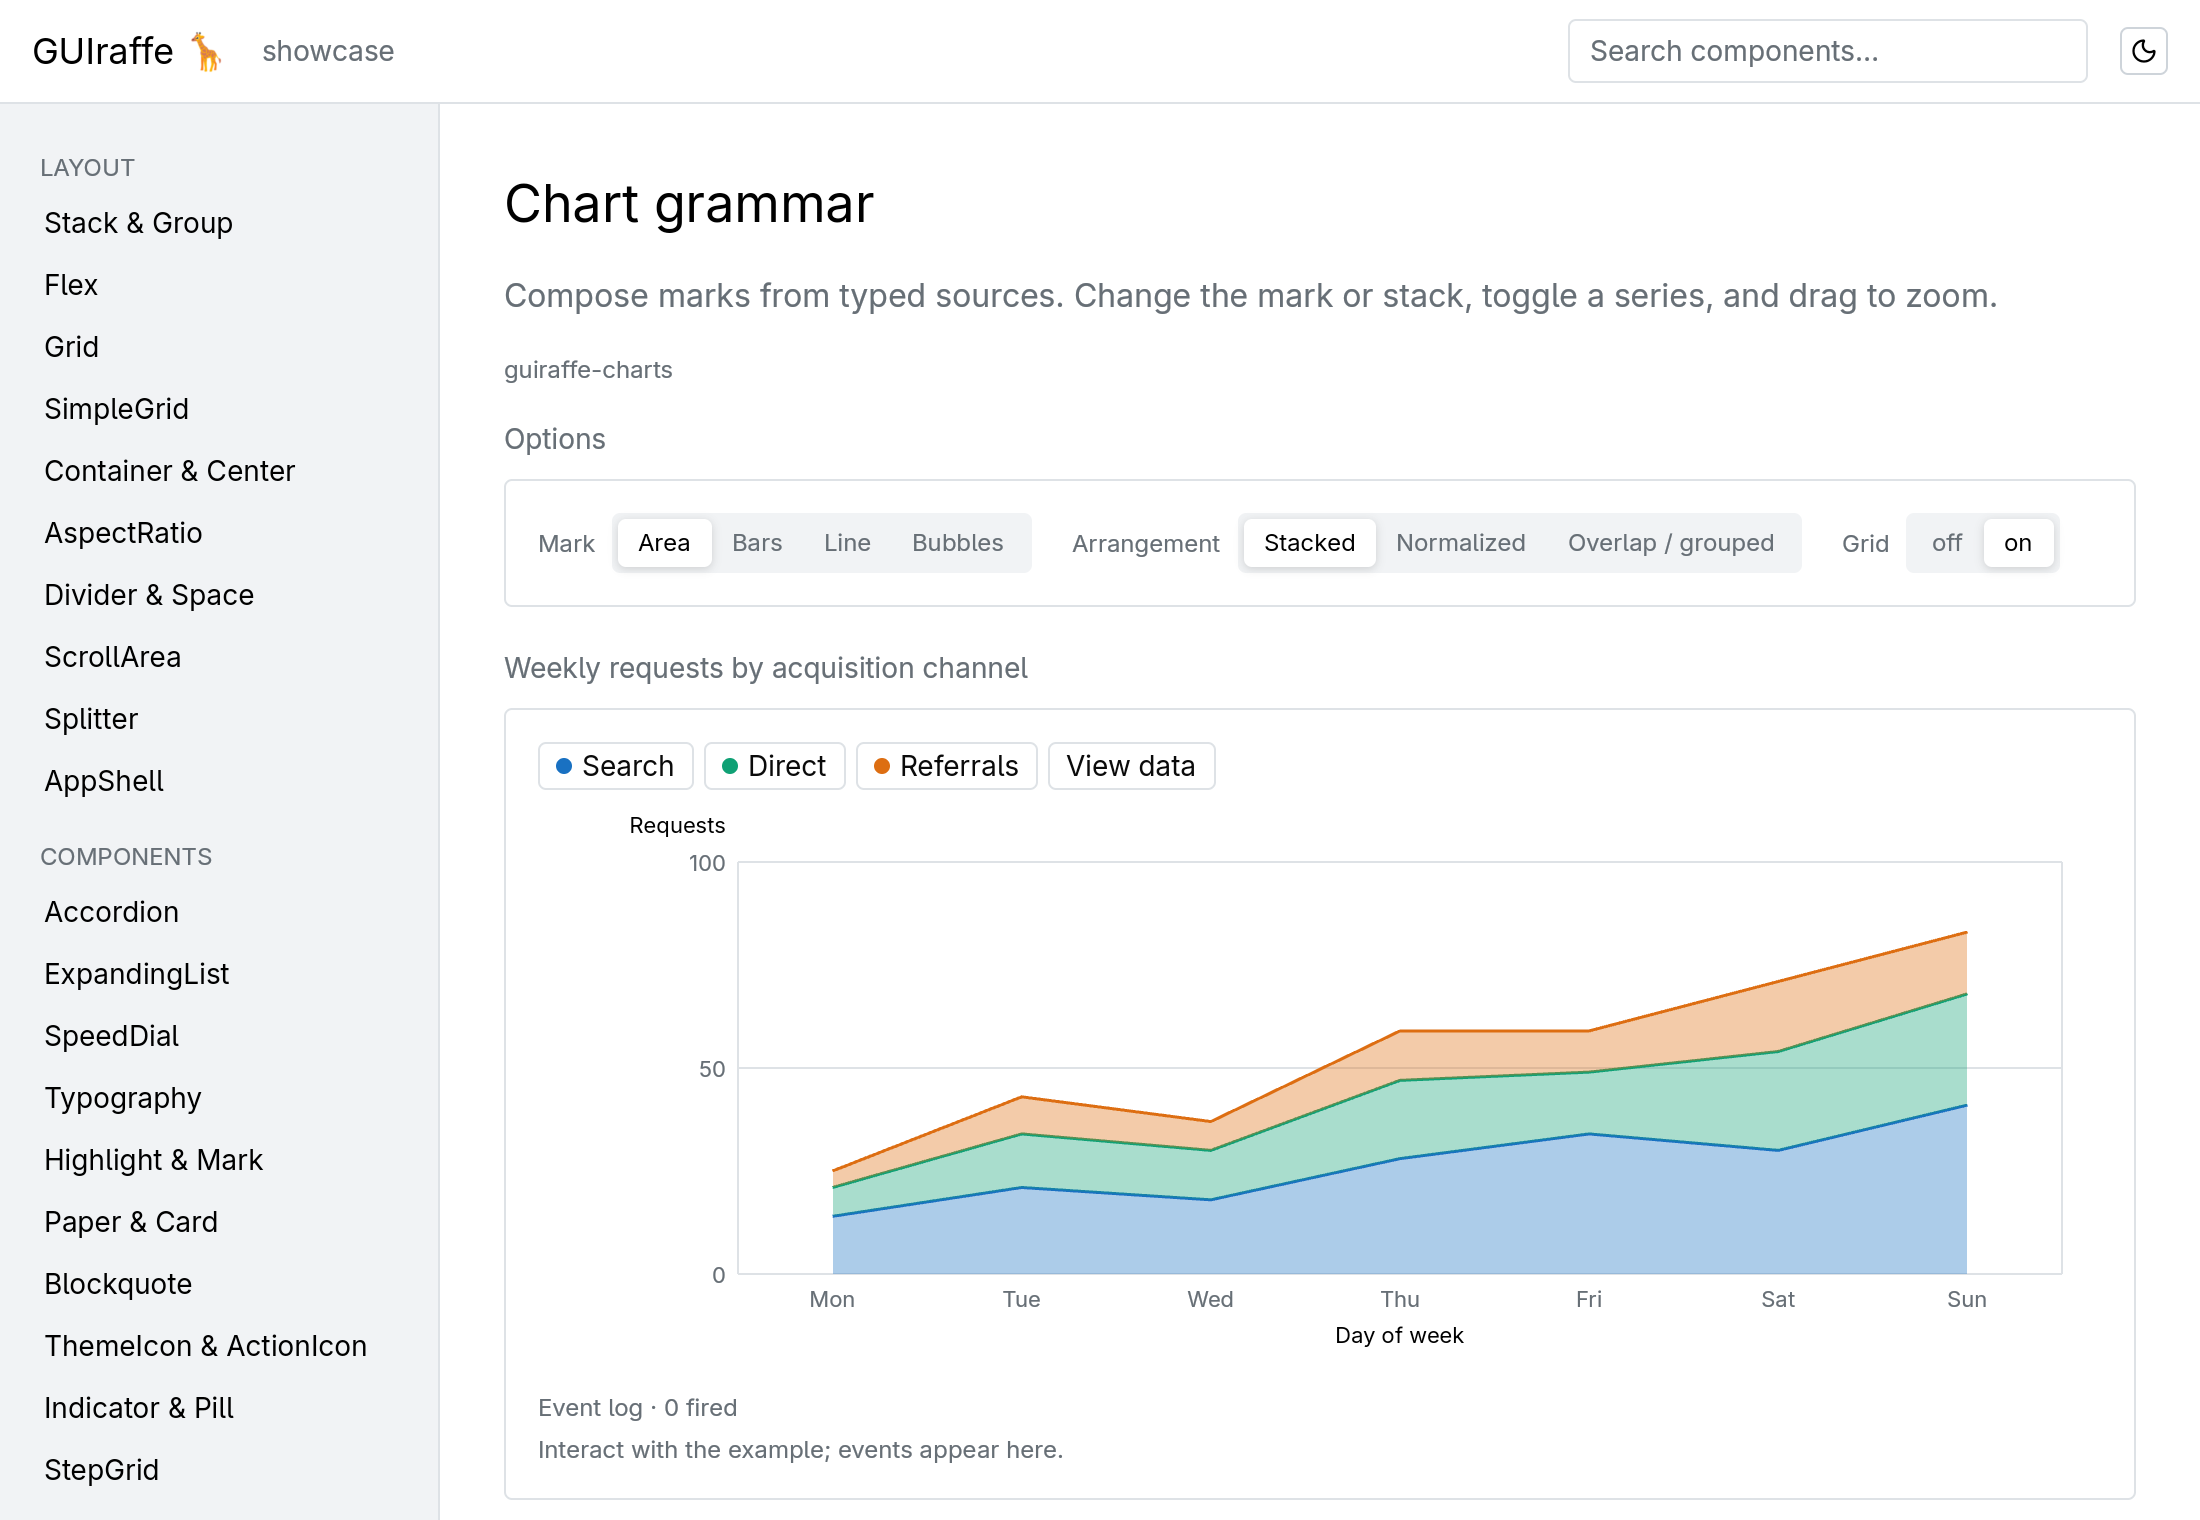 GUIraffe 🦒 showcase
Search components...
LAYOUT
Stack & Group
Flex
Grid
SimpleGrid
Container & Center
AspectRatio
Divider & Space
ScrollArea
Splitter
AppShell
COMPONENTS
Accordion
ExpandingList
SpeedDial
Typography
Highlight & Mark
Paper & Card
Blockquote
ThemeIcon & ActionIcon
Indicator & Pill
StepGrid
Chart grammar
Compose marks from typed sources. Change the mark or stack, toggle a series, and drag to zoom.
guiraffe-charts
Options
Mark Area Bars Line Bubbles Arrangement Stacked Normalized Overlap / grouped Grid off on
Weekly requests by acquisition channel
Search Direct Referrals View data
Requests
100
50
0
Mon Tue Wed Thu Fri Sat Sun
Day of week
Event log · 0 fired
Interact with the example; events appear here.